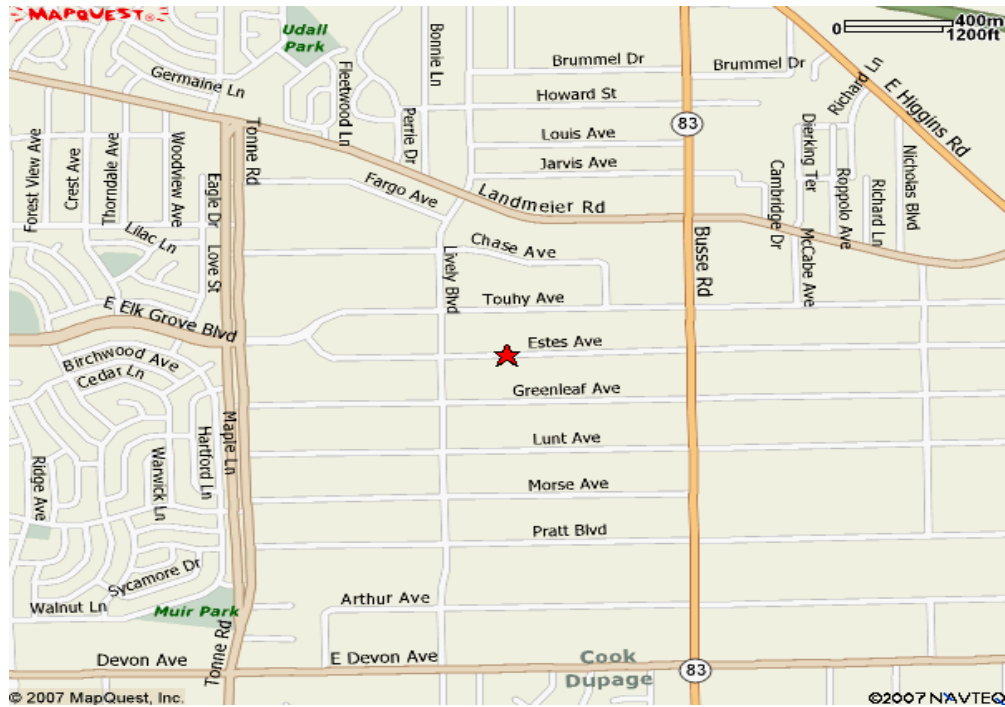 MAPQUEST
400m
1200ft
Udall
Park
Bonnie Ln
Brummel Dr
Brummel Dr
Germaine Ln
Fleetwood Ln
Howard St
Richard Ln
E Higgins Rd
83
Louis Ave
Perrie Dr
Tonne Rd
Forest View Ave
Crest Ave
Thorndale Ave
Woodview Ave
Jarvis Ave
Dierking Ter
Roppolo Ave
Richard Ln
Nicholas Blvd
Cambridge Dr
Eagle Dr
Fargo Ave
Landmeier Rd
Lilac Ln
Love St
Chase Ave
Lively Blvd
Busse Rd
McCabe Ave
Touhy Ave
E Elk Grove Blvd
Estes Ave
Birchwood Ave
Cedar Ln
Greenleaf Ave
Maple Ln
Hartford Ln
Lunt Ave
Ridge Ave
Warwick Ln
Morse Ave
Pratt Blvd
Sycamore Dr
Walnut Ln
Muir Park
Arthur Ave
Tonne Rd
Devon Ave
E Devon Ave
Cook
Dupage
83
© 2007 MapQuest, Inc.
©2007 NAVTEQ